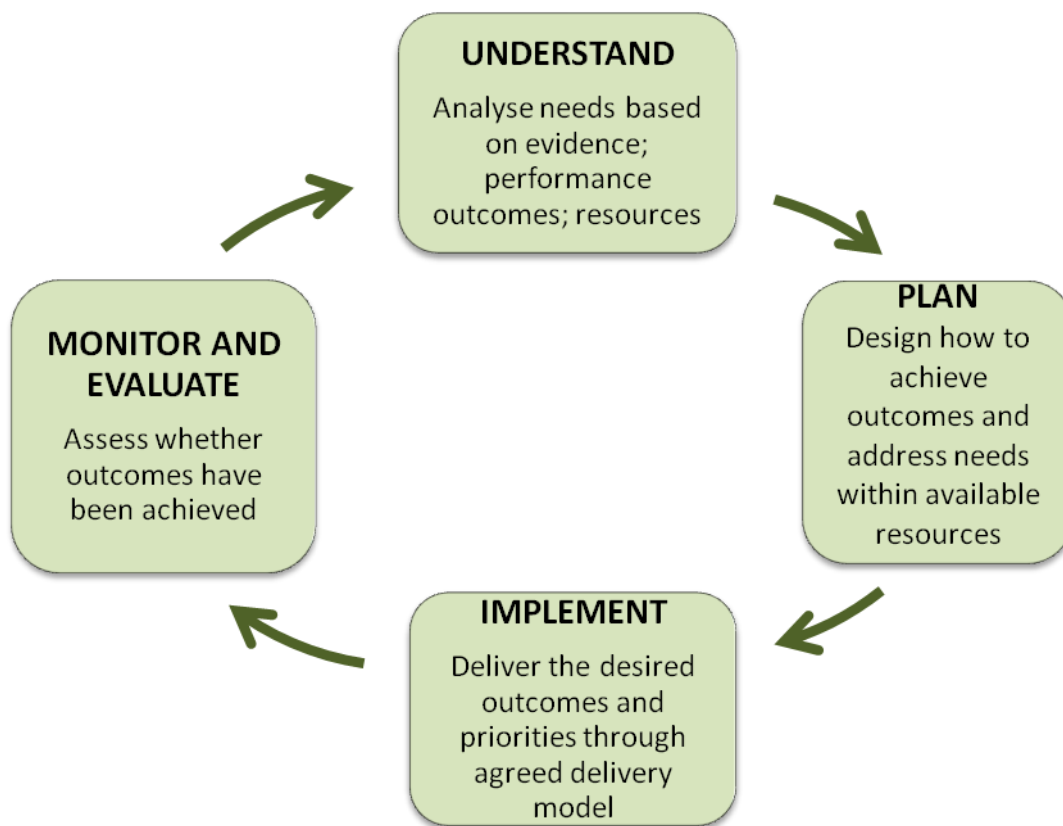 UNDERSTAND
Analyse needs based
on evidence;
performance
outcomes; resources
PLAN
Design how to
achieve
outcomes and
address needs
within available
resources
IMPLEMENT
Deliver the desired
outcomes and
priorities through
agreed delivery
model
MONITOR AND
EVALUATE
Assess whether
outcomes have
been achieved